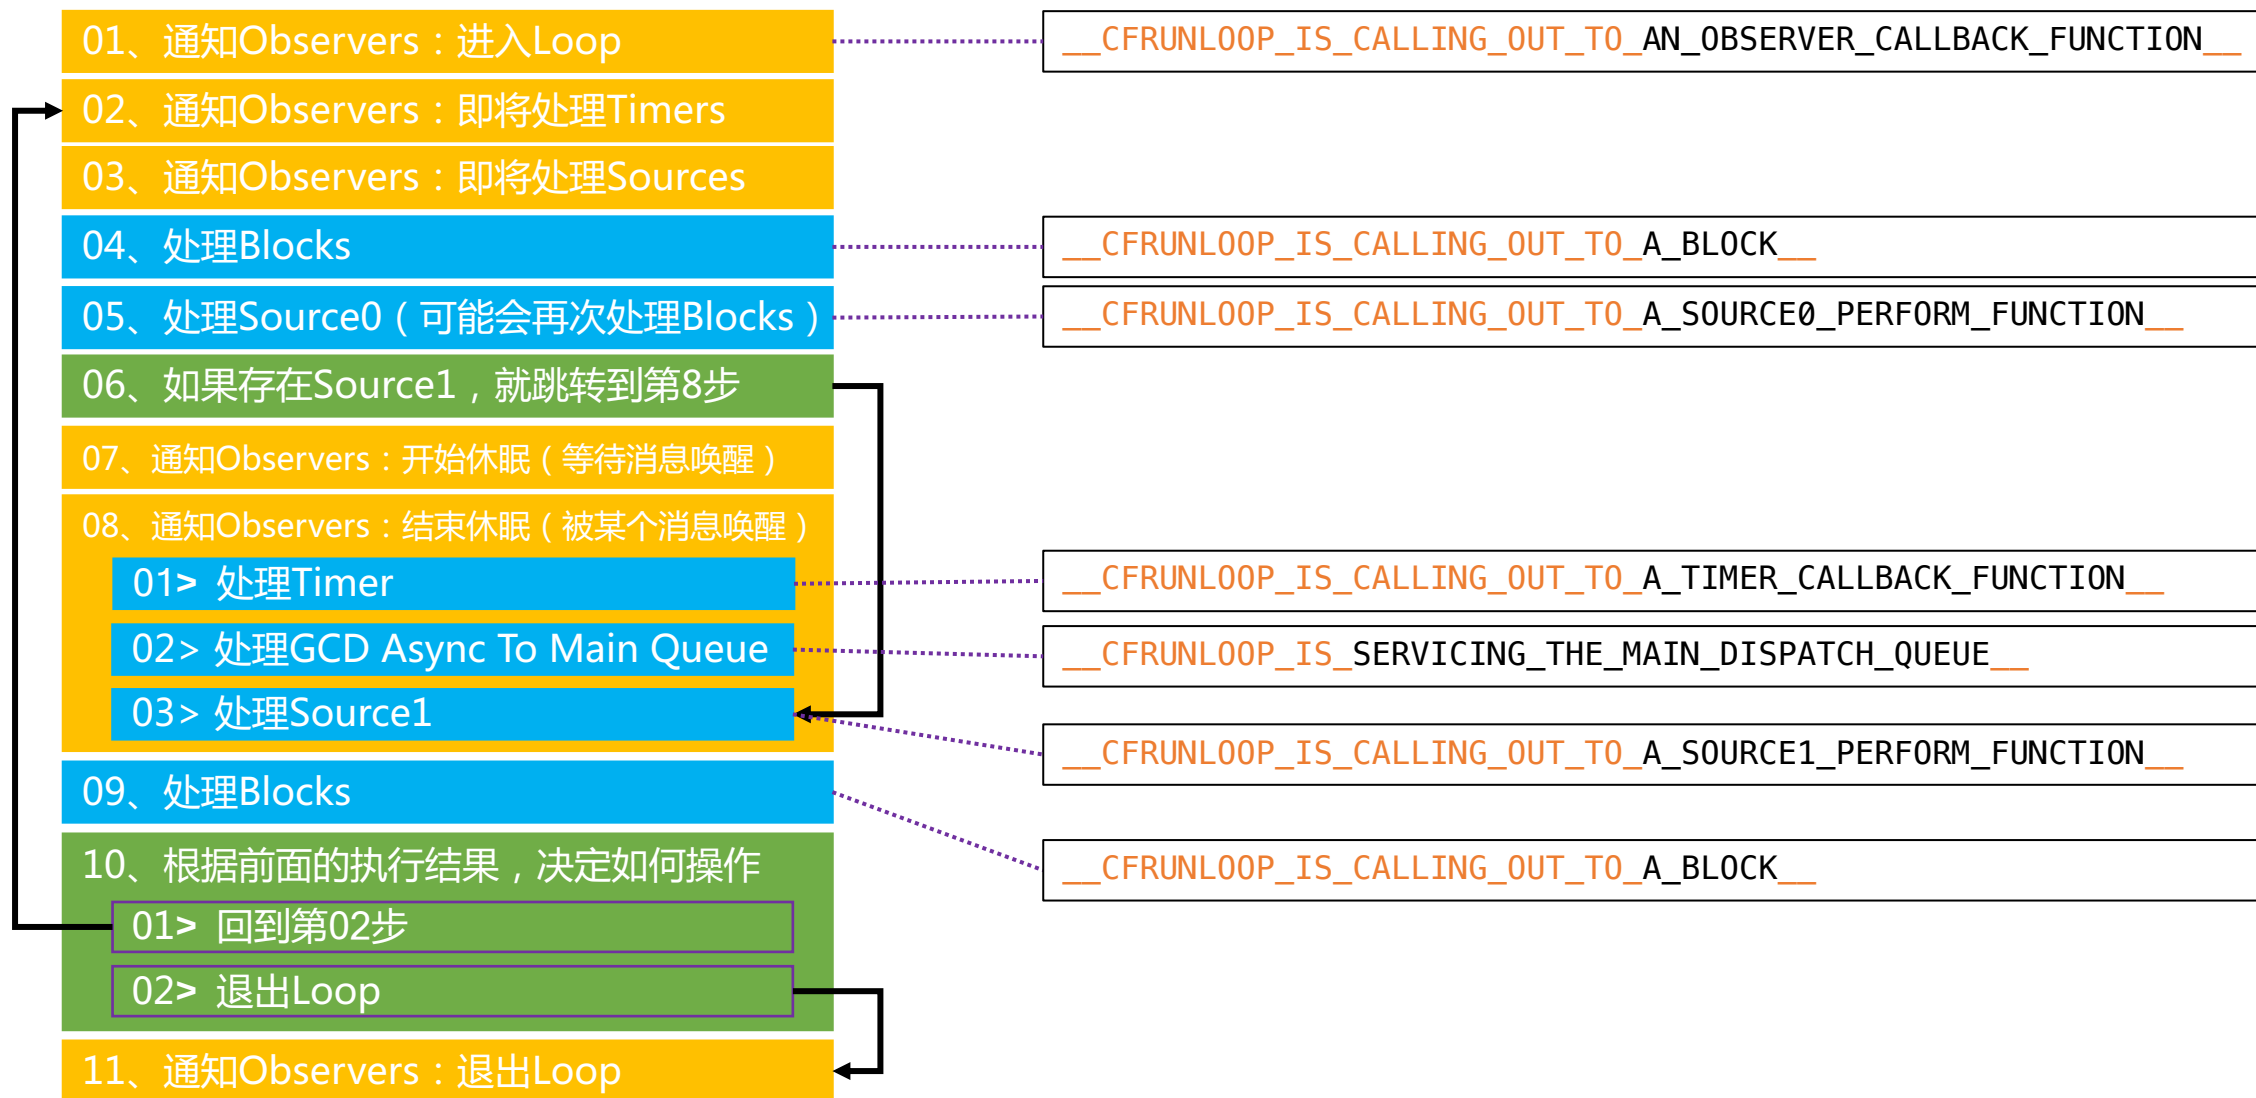 01、通知Observers：进入Loop
__CFRUNLOOP_IS_CALLING_OUT_TO_AN_OBSERVER_CALLBACK_FUNCTION__
02、通知Observers：即将处理Timers
03、通知Observers：即将处理Sources
04、处理Blocks
__CFRUNLOOP_IS_CALLING_OUT_TO_A_BLOCK__
05、处理Source0（可能会再次处理Blocks）
__CFRUNLOOP_IS_CALLING_OUT_TO_A_SOURCE0_PERFORM_FUNCTION__
06、如果存在Source1，就跳转到第8步
07、通知Observers：开始休眠（等待消息唤醒）
08、通知Observers：结束休眠（被某个消息唤醒）
01> 处理Timer
__CFRUNLOOP_IS_CALLING_OUT_TO_A_TIMER_CALLBACK_FUNCTION__
02> 处理GCD Async To Main Queue
__CFRUNLOOP_IS_SERVICING_THE_MAIN_DISPATCH_QUEUE__
03> 处理Source1
__CFRUNLOOP_IS_CALLING_OUT_TO_A_SOURCE1_PERFORM_FUNCTION__
09、处理Blocks
__CFRUNLOOP_IS_CALLING_OUT_TO_A_BLOCK__
10、根据前面的执行结果，决定如何操作
01> 回到第02步
02> 退出Loop
11、通知Observers：退出Loop